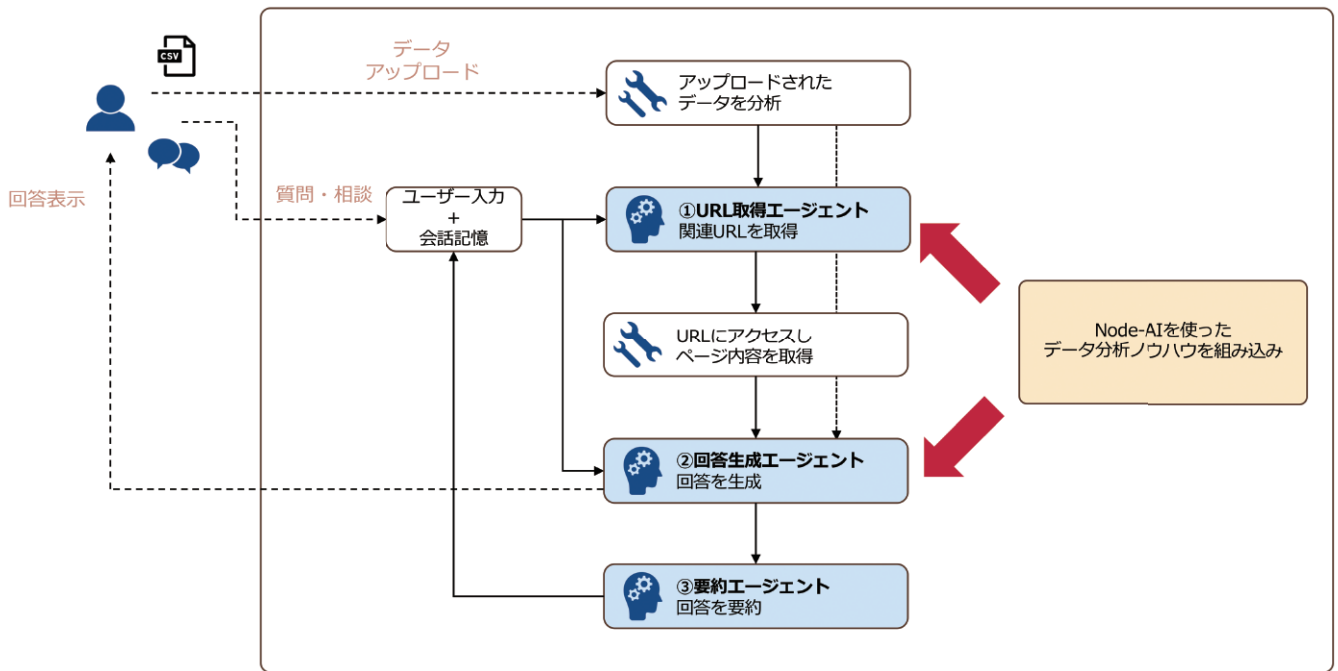 CSV
データ
アップロード
アップロードされた
データを分析
回答表示
質問・相談
ユーザー入力
+
会話記憶
①URL取得エージェント
関連URLを取得
URLにアクセスし
ページ内容を取得
Node-AIを使った
データ分析ノウハウを組み込み
②回答生成エージェント
回答を生成
③要約エージェント
回答を要約